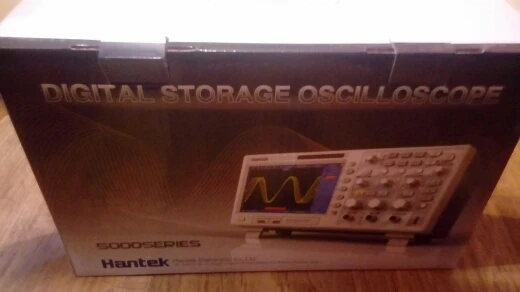 DIGITAL STORAGE OSCILLOSCOPE
5000SERIES
Hantek